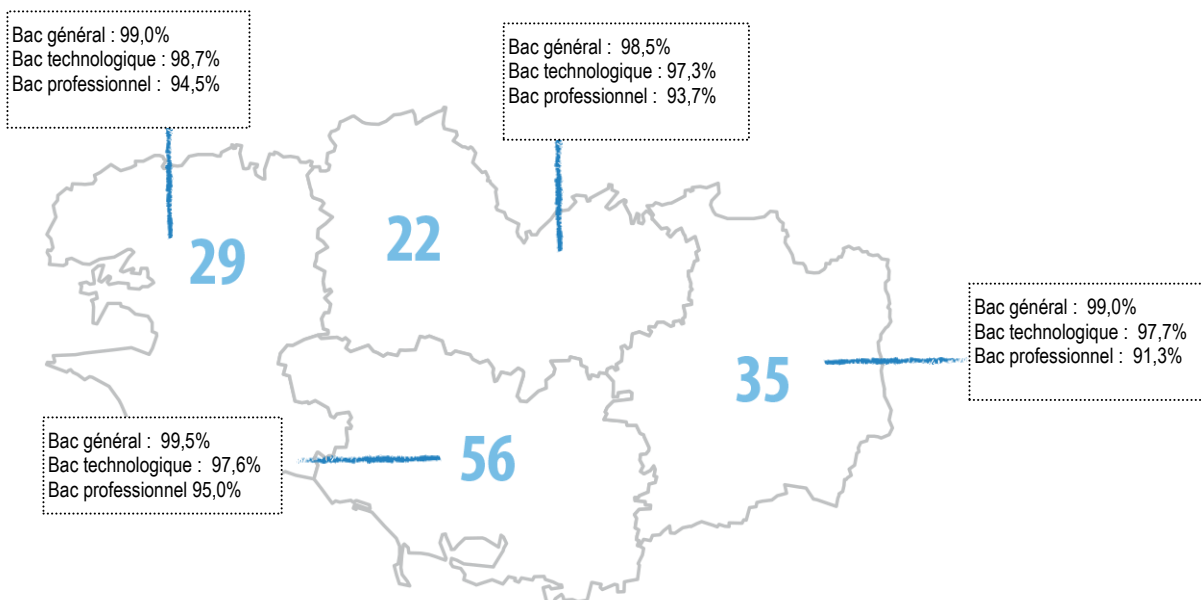 Bac général : 99,0%
Bac technologique : 98,7%
Bac professionnel : 94,5%
Bac général : 98,5%
Bac technologique : 97,3%
Bac professionnel : 93,7%
29
22
Bac général : 99,0%
Bac technologique : 97,7%
Bac professionnel : 91,3%
35
Bac général : 99,5%
Bac technologique : 97,6%
Bac professionnel 95,0%
56